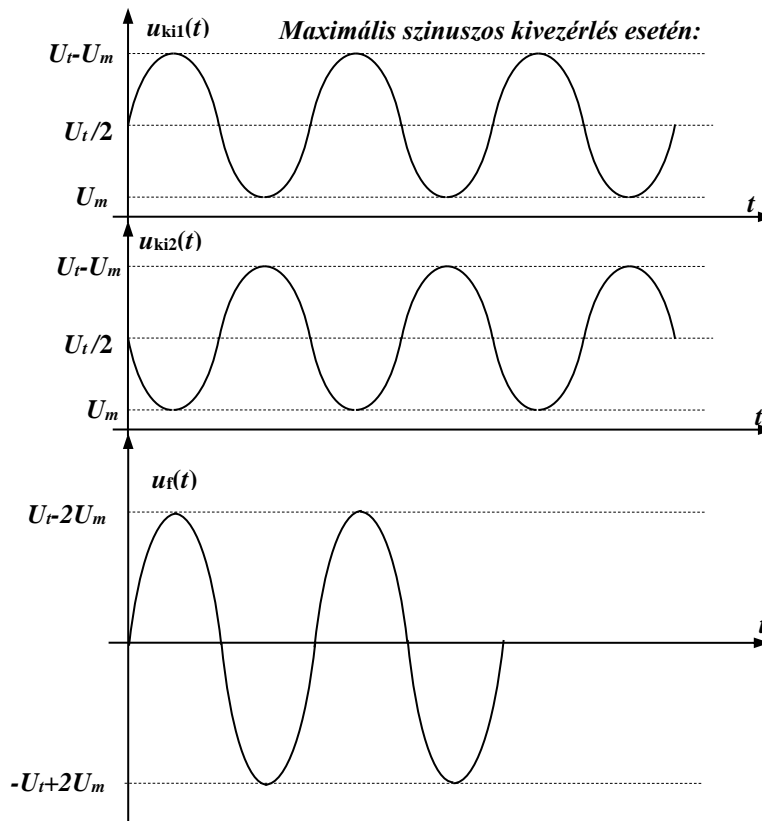 u_ki1(t) Maximális szinuszos kivezérlés esetén:
U_t-U_m
U_t/2
U_m
t
u_ki2(t)
U_t-U_m
U_t/2
U_m
t
u_f(t)
U_t-2U_m
t
-U_t+2U_m